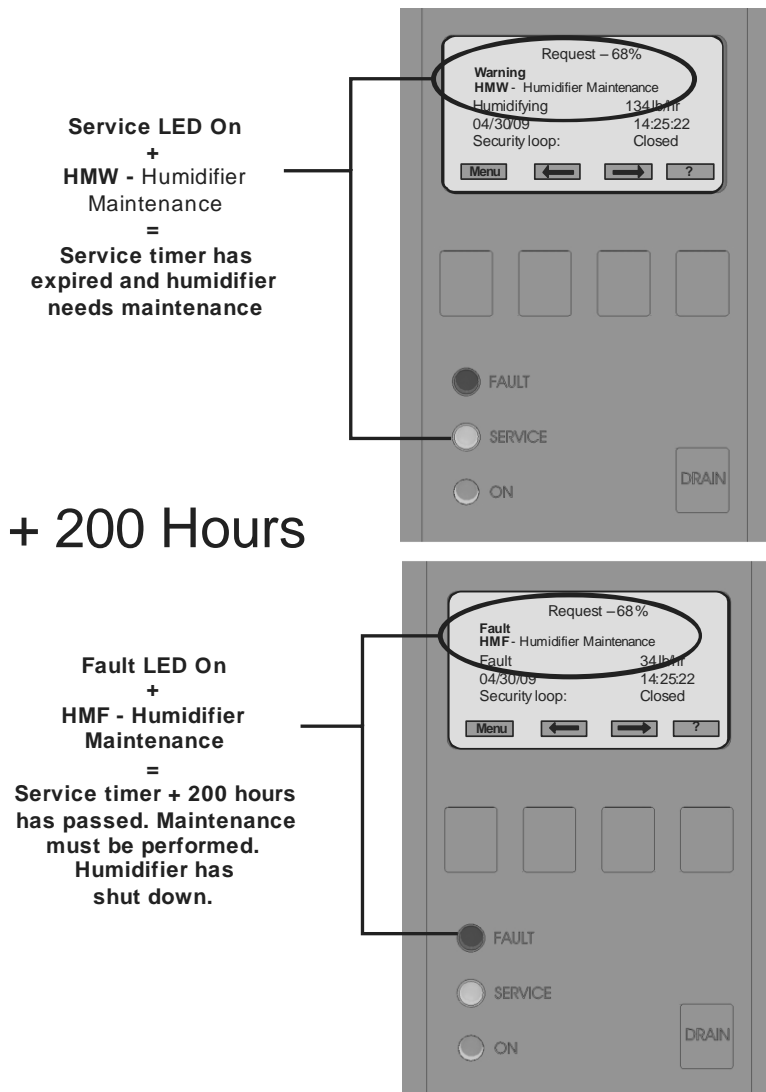 Service LED On
+
HMW - Humidifier
Maintenance
=
Service timer has
expired and humidifier
needs maintenance
Request – 68%
Warning
HMW - Humidifier Maintenance
Humidifying 134 lb/hr
04/30/09 14:25:22
Security loop: Closed
Menu ?
FAULT
SERVICE
ON
DRAIN
+ 200 Hours
Fault LED On
+
HMF - Humidifier
Maintenance
=
Service timer + 200 hours
has passed. Maintenance
must be performed.
Humidifier has
shut down.
Request – 68%
Fault
HMF - Humidifier Maintenance
Fault 34 lb/hr
04/30/09 14:25:22
Security loop: Closed
Menu ?
FAULT
SERVICE
ON
DRAIN